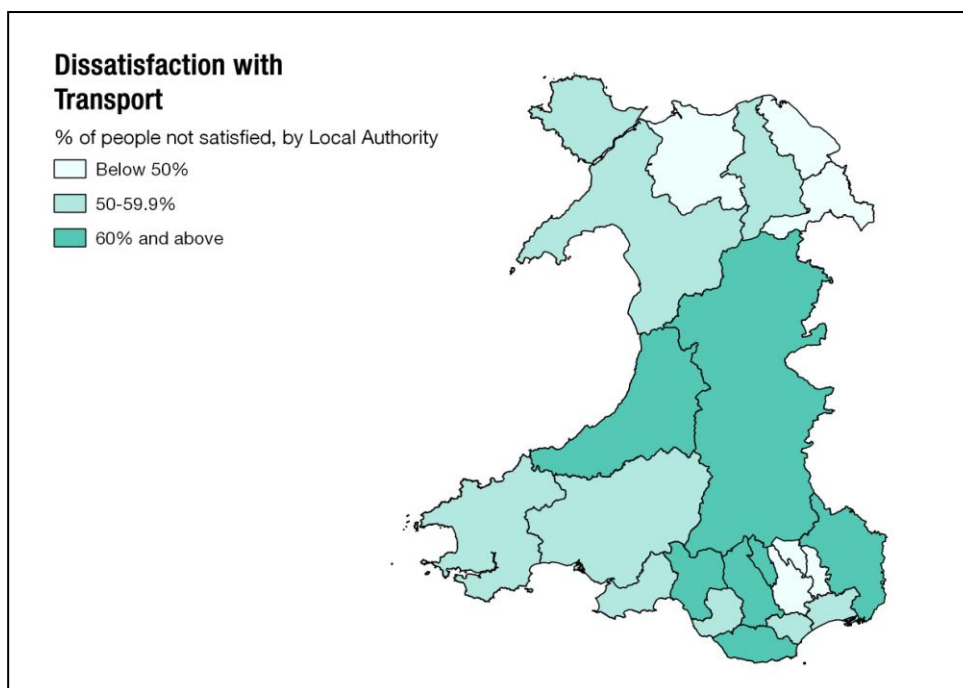 Dissatisfaction with
Transport
% of people not satisfied, by Local Authority
Below 50%
50-59.9%
60% and above